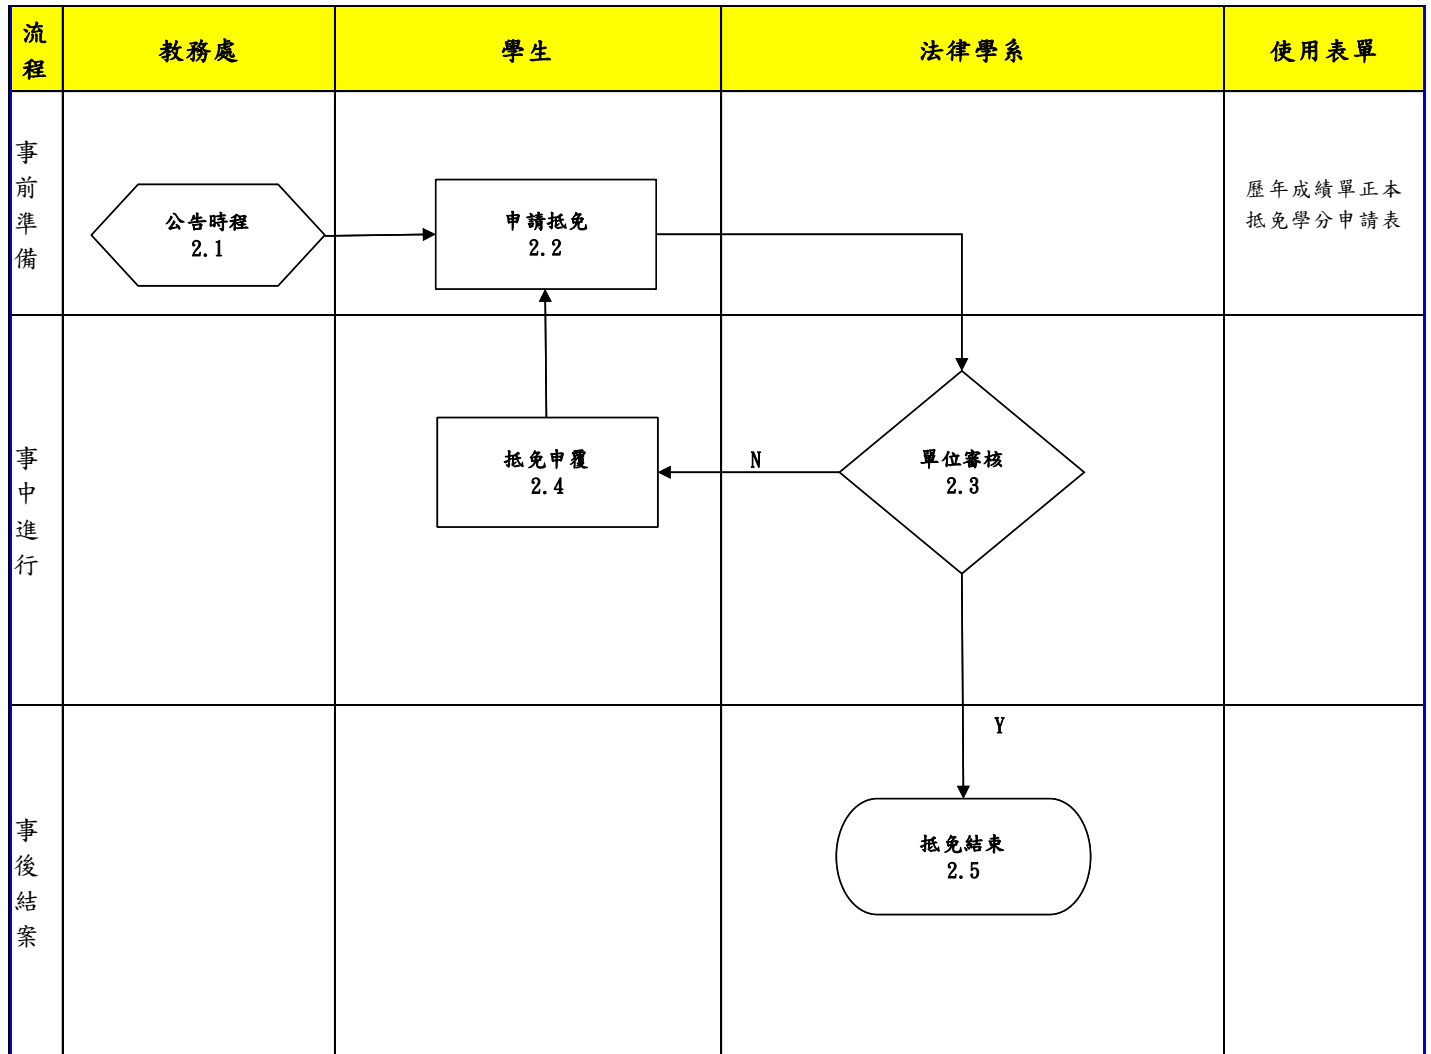 流程
教務處
學生
法律學系
使用表單
事前準備
公告時程
2.1
申請抵免
2.2
歷年成績單正本
抵免學分申請表
事中進行
抵免申覆
2.4
N
單位審核
2.3
Y
事後結案
抵免結束
2.5